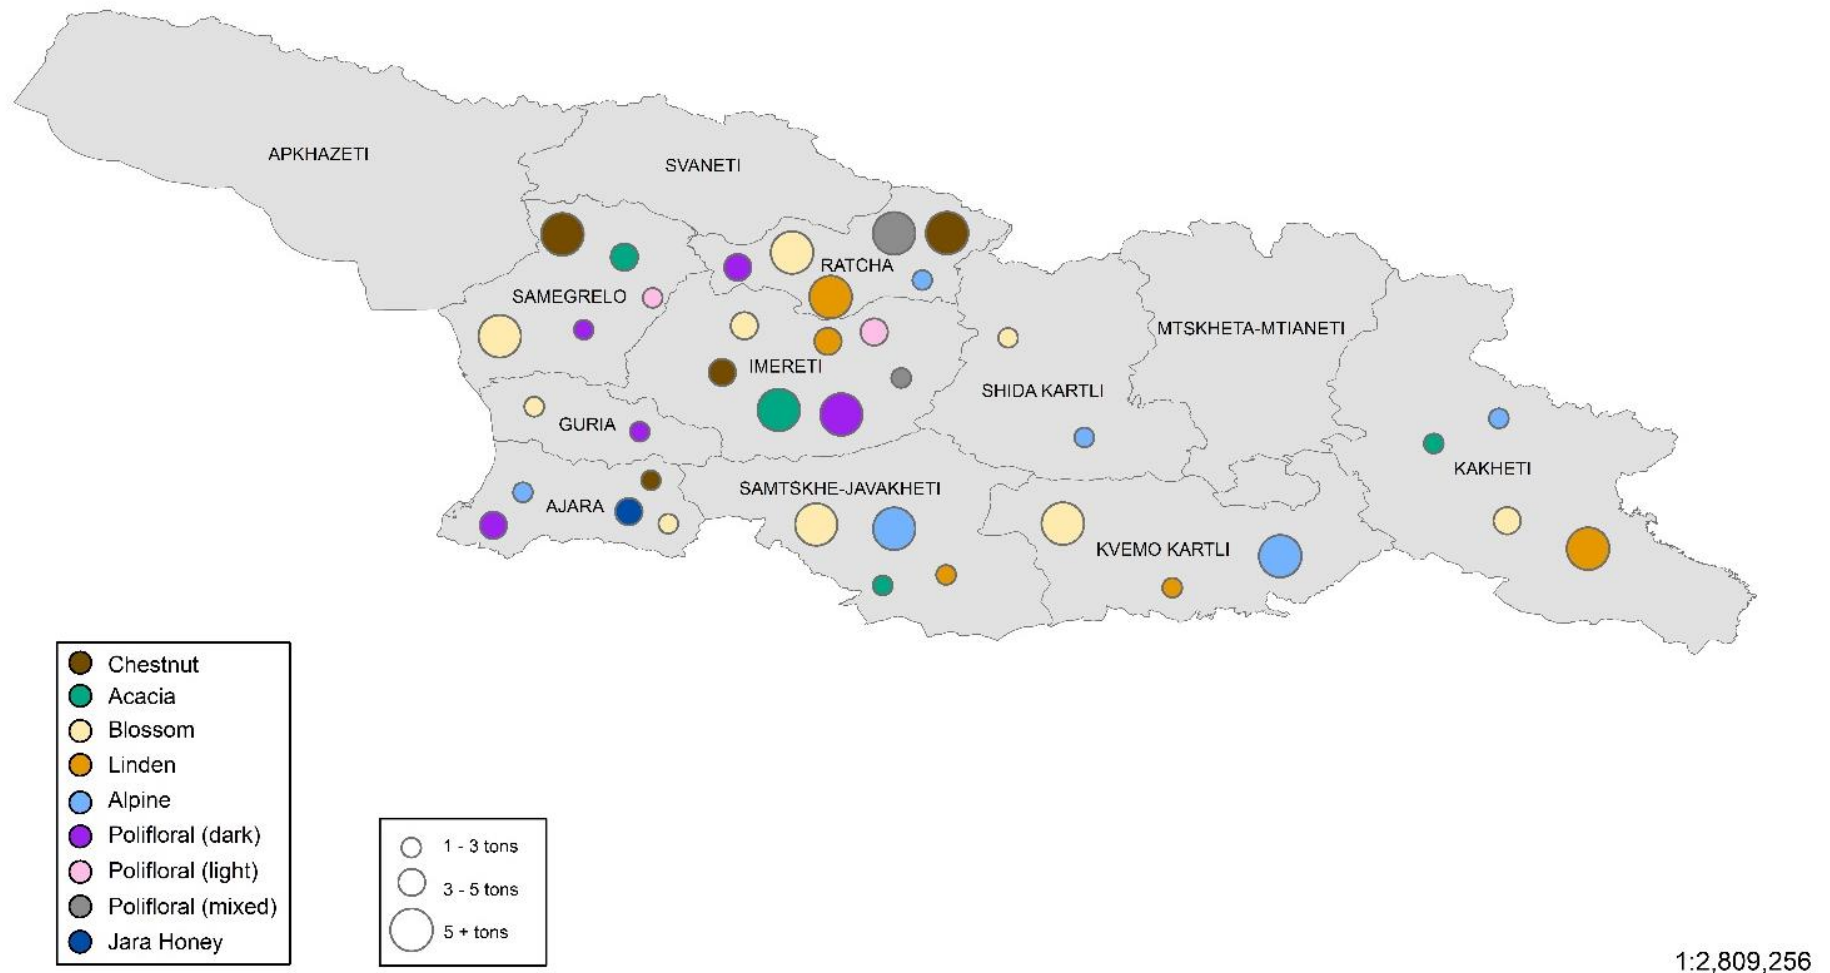 APKHAZETI
SVANETI
RATCHA
SAMEGRELO
MTSKHETA-MTIANETI
IMERETI
SHIDA KARTLI
GURIA
KAKHETI
SAMTSKHE-JAVAKHETI
AJARA
KVEMO KARTLI
Chestnut
Acacia
Blossom
Linden
Alpine
Polifloral (dark)
Polifloral (light)
Polifloral (mixed)
Jara Honey
1 - 3 tons
3 - 5 tons
5 + tons
1:2,809,256